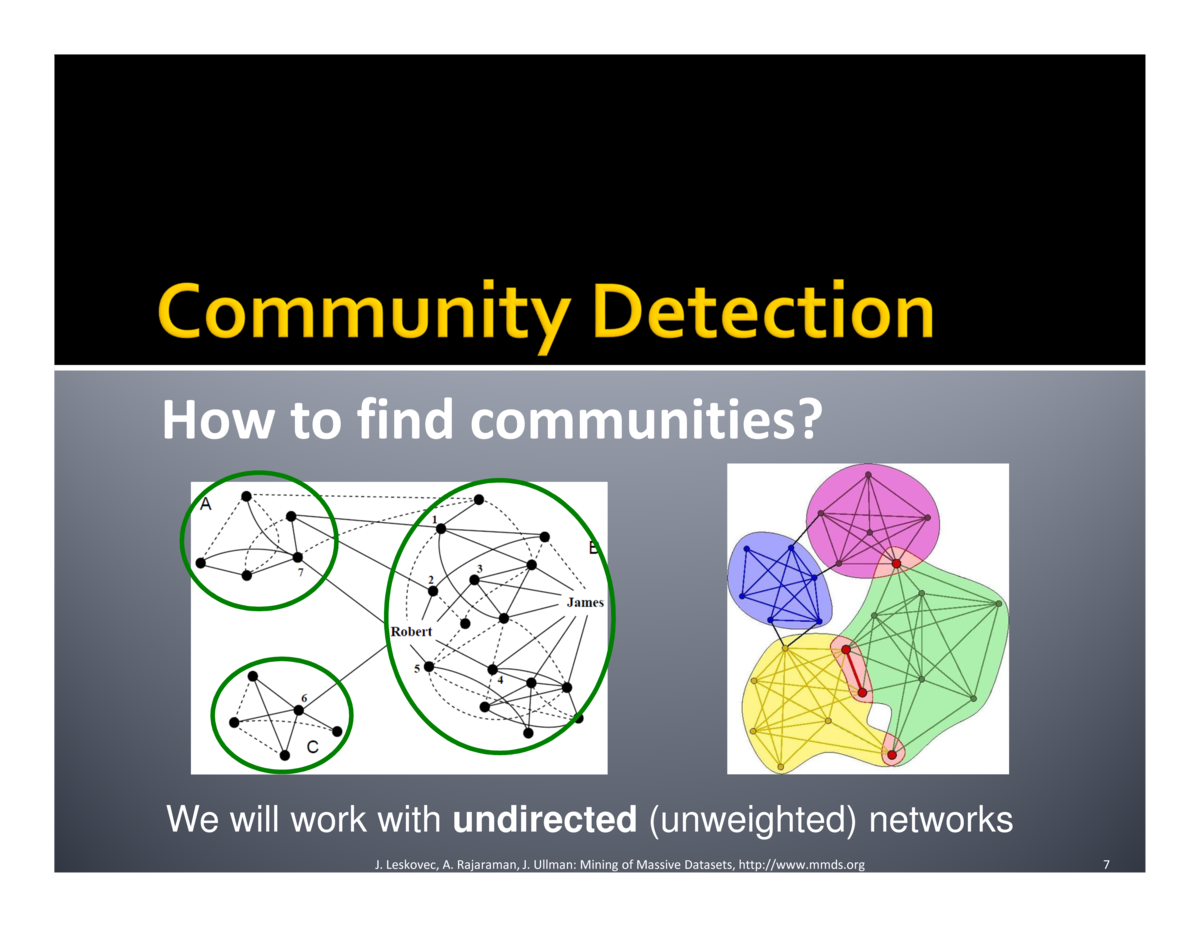 Community Detection
How to find communities?
A
B
C
1
2
3
4
5
6
7
James
Robert
We will work with undirected (unweighted) networks
J. Leskovec, A. Rajaraman, J. Ullman: Mining of Massive Datasets, http://www.mmds.org
7